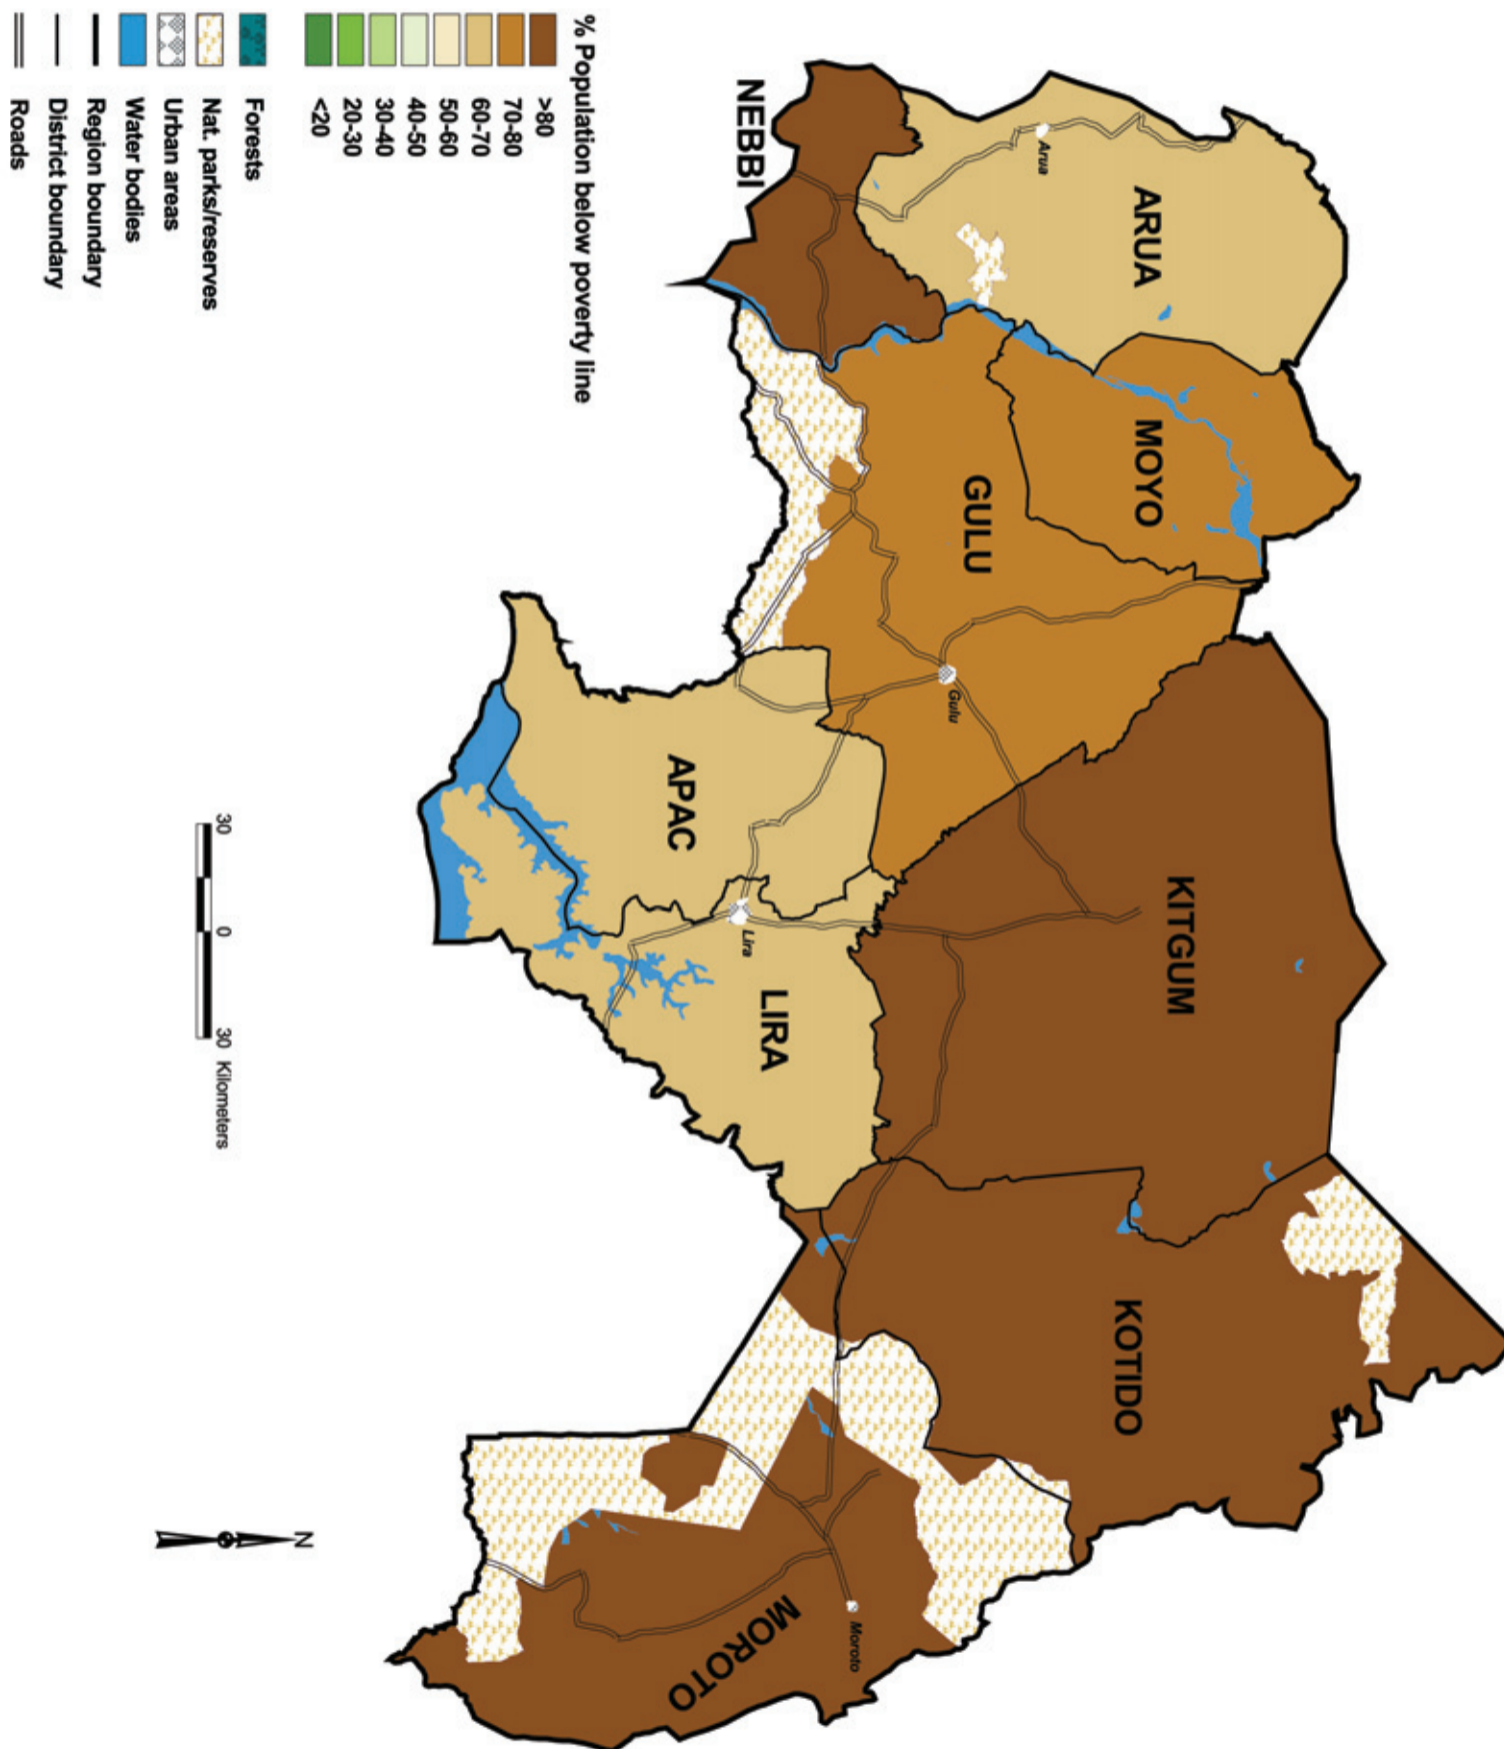 ARUA
Arua
NEBBI
MOYO
GULU
Gulu
KITGUM
APAC
LIRA
Lira
KOTIDO
MOROTO
Moroto
% Population below poverty line
>80
70-80
60-70
50-60
40-50
30-40
20-30
<20
Forests
Nat. parks/reserves
Urban areas
Water bodies
Region boundary
District boundary
Roads
30 0 30 Kilometers
N